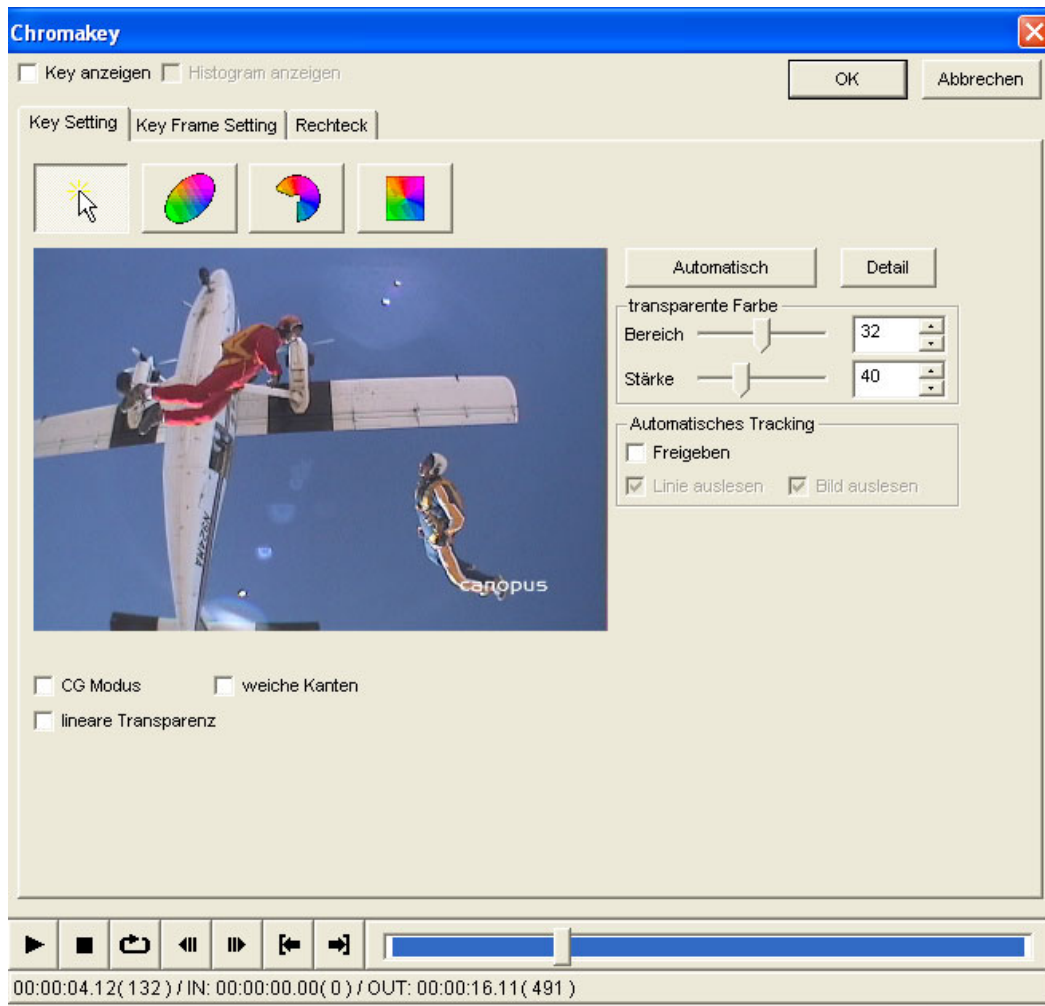 Chromakey
Key anzeigen Histogram anzeigen
OK Abbrechen
Key Setting Key Frame Setting Rechteck
Automatisch Detail
transparente Farbe
Bereich 32
Stärke 40
Automatisches Tracking
Freigeben
Linie auslesen Bild auslesen
N922MA
canopus
CG Modus weiche Kanten
lineare Transparenz
00:00:04.12( 132 ) / IN: 00:00:00.00( 0 ) / OUT: 00:00:16.11( 491 )